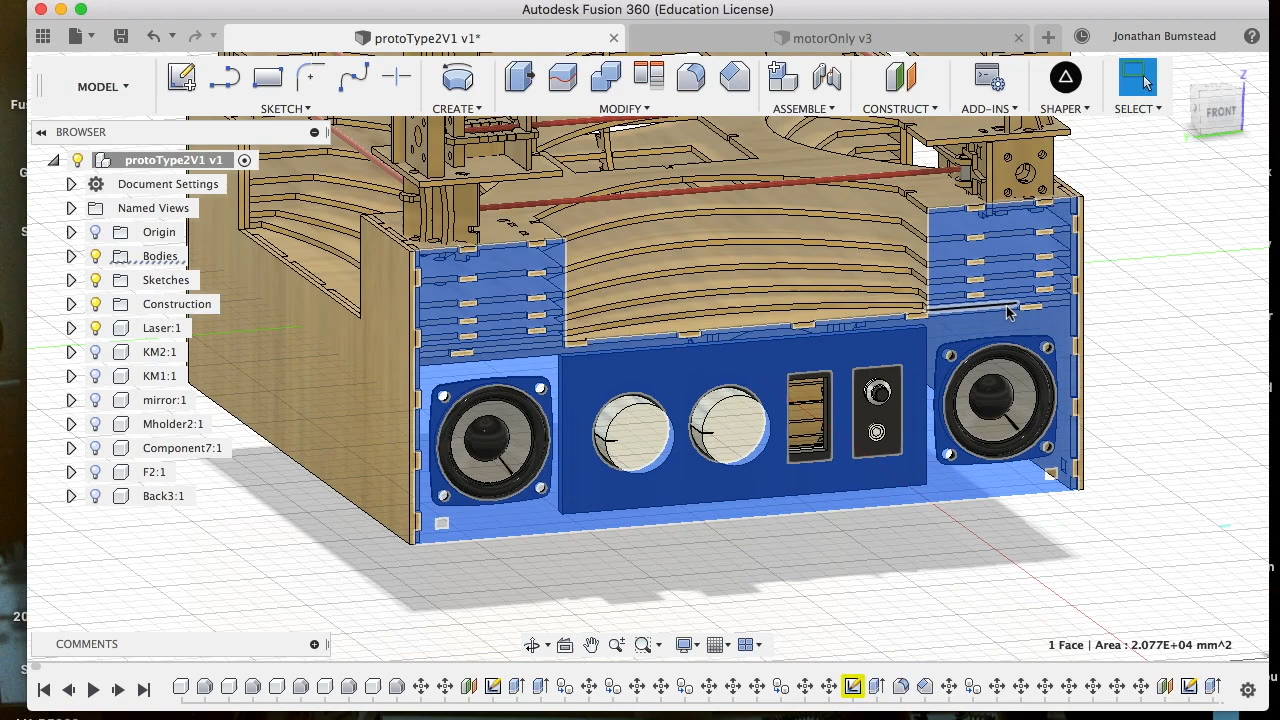 Autodesk Fusion 360 (Education License)
protoType2V1 v1*
motorOnly v3
Jonathan Bumstead
MODEL
SKETCH
CREATE
MODIFY
ASSEMBLE
CONSTRUCT
ADD-INS
SHAPER
SELECT
Z
FRONT
BROWSER
protoType2V1 v1
Document Settings
Named Views
Origin
Bodies
Sketches
Construction
Laser:1
KM2:1
KM1:1
mirror:1
Mholder2:1
Component7:1
F2:1
Back3:1
COMMENTS
1 Face | Area : 2.077E+04 mm^2